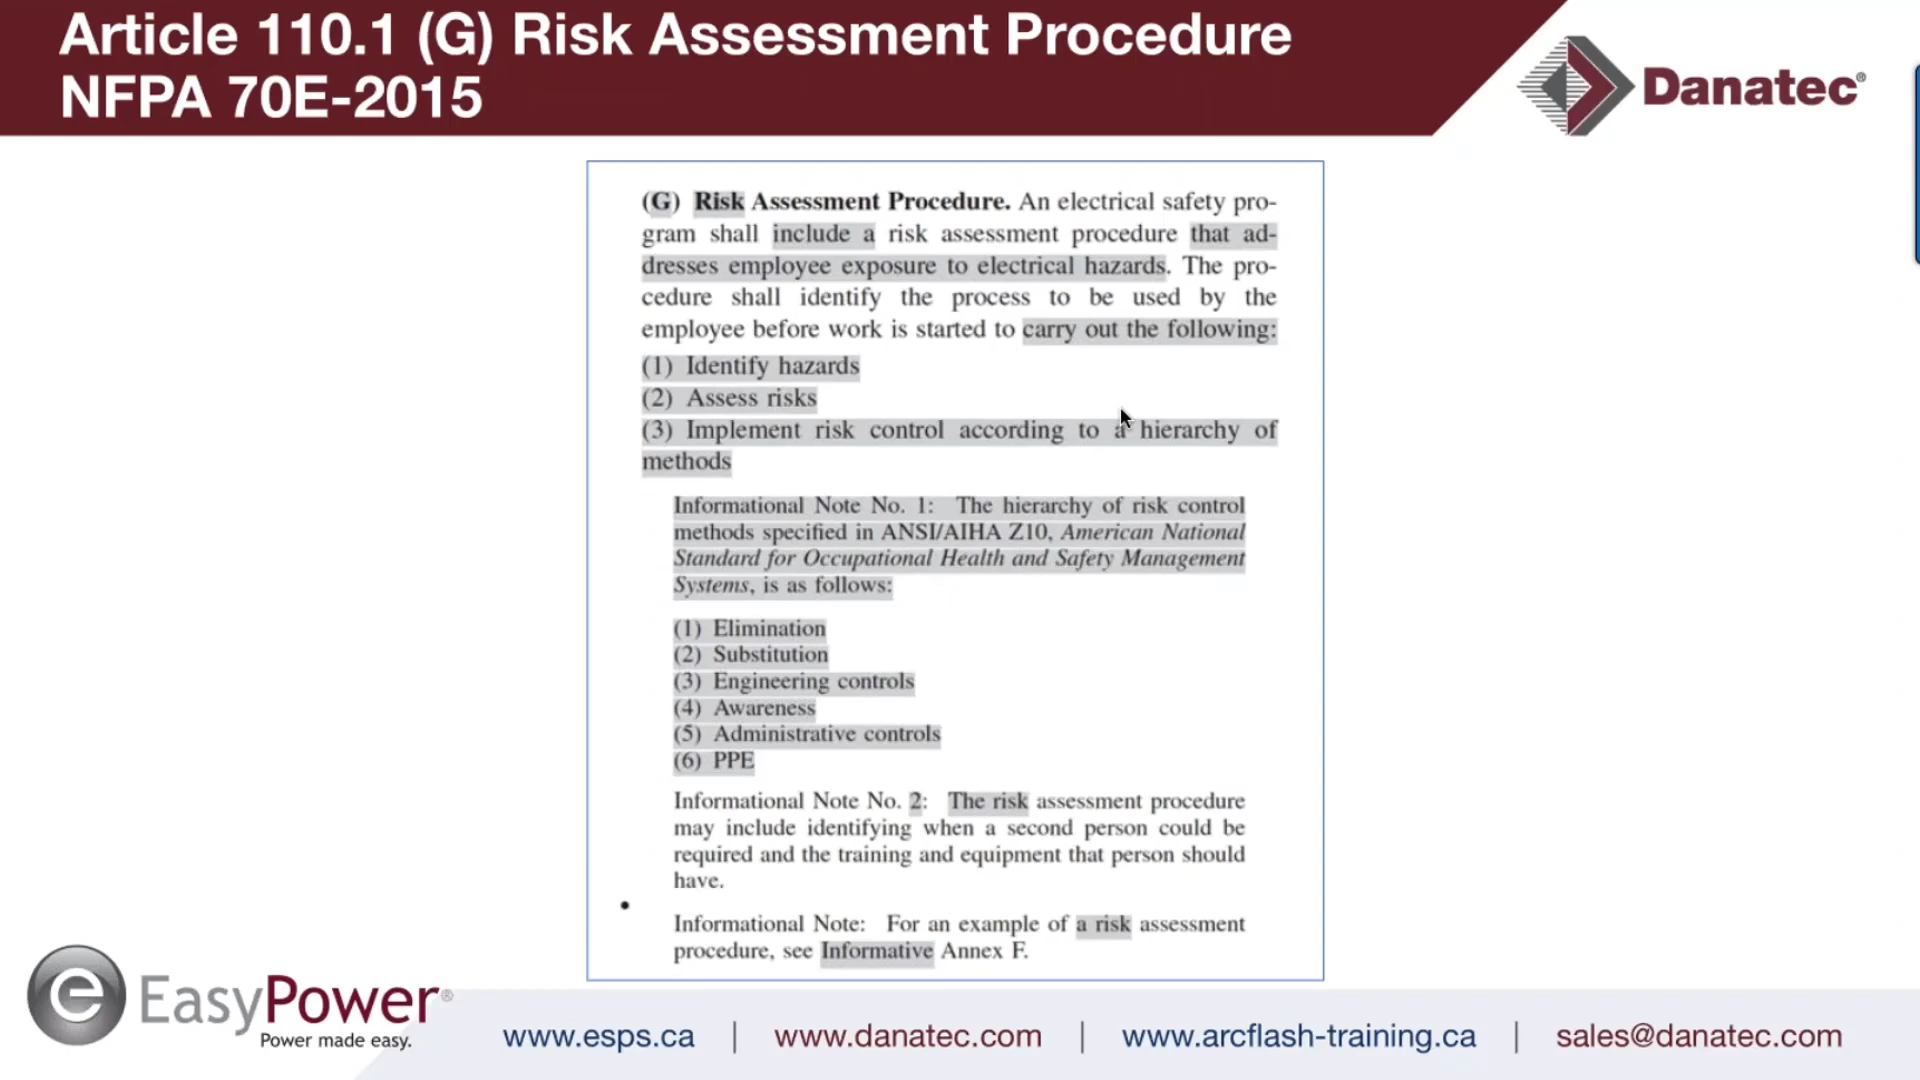 Article 110.1 (G) Risk Assessment Procedure
NFPA 70E-2015
Danatec®
(G) Risk Assessment Procedure. An electrical safety pro-
gram shall include a risk assessment procedure that ad-
dresses employee exposure to electrical hazards. The pro-
cedure shall identify the process to be used by the
employee before work is started to carry out the following:
(1) Identify hazards
(2) Assess risks
(3) Implement risk control according to a hierarchy of
methods
Informational Note No. 1: The hierarchy of risk control
methods specified in ANSI/AIHA Z10, American National
Standard for Occupational Health and Safety Management
Systems, is as follows:
(1) Elimination
(2) Substitution
(3) Engineering controls
(4) Awareness
(5) Administrative controls
(6) PPE
Informational Note No. 2: The risk assessment procedure
may include identifying when a second person could be
required and the training and equipment that person should
have.
•
Informational Note: For an example of a risk assessment
procedure, see Informative Annex F.
e EasyPower®
Power made easy.
www.esps.ca | www.danatec.com | www.arcflash-training.ca | sales@danatec.com